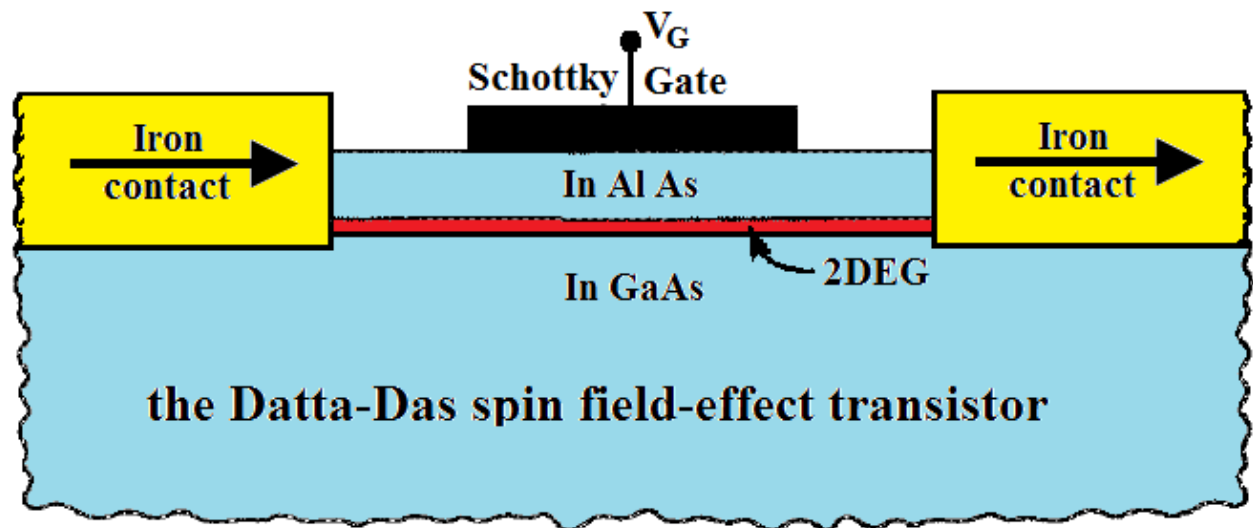 V_G
Schottky Gate
Iron
contact
Iron
contact
In Al As
2DEG
In GaAs
the Datta-Das spin field-effect transistor